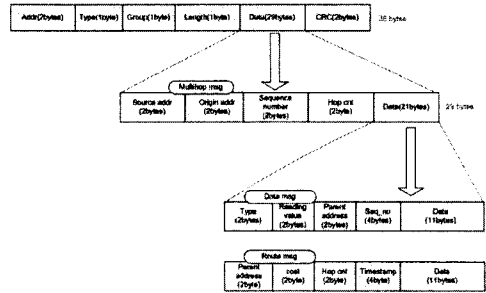 Addr(2bytes) Type(1byte) Group(1byte) Length(1byte) Data(29bytes) CRC(2bytes) 36 bytes
Multihop msg
Source addr (2bytes) Origin addr (2bytes) Sequence number (2bytes) Hop cnt (2bytes) Data(21bytes) 29 bytes
Data msg
Type (2bytes) Reading value (2bytes) Parent address (2bytes) Seq_no (4bytes) Data (11bytes)
Route msg
Parent address (2byte) cost (2byte) Hop cnt (2byte) Timestamp (4byte) Data (11bytes)